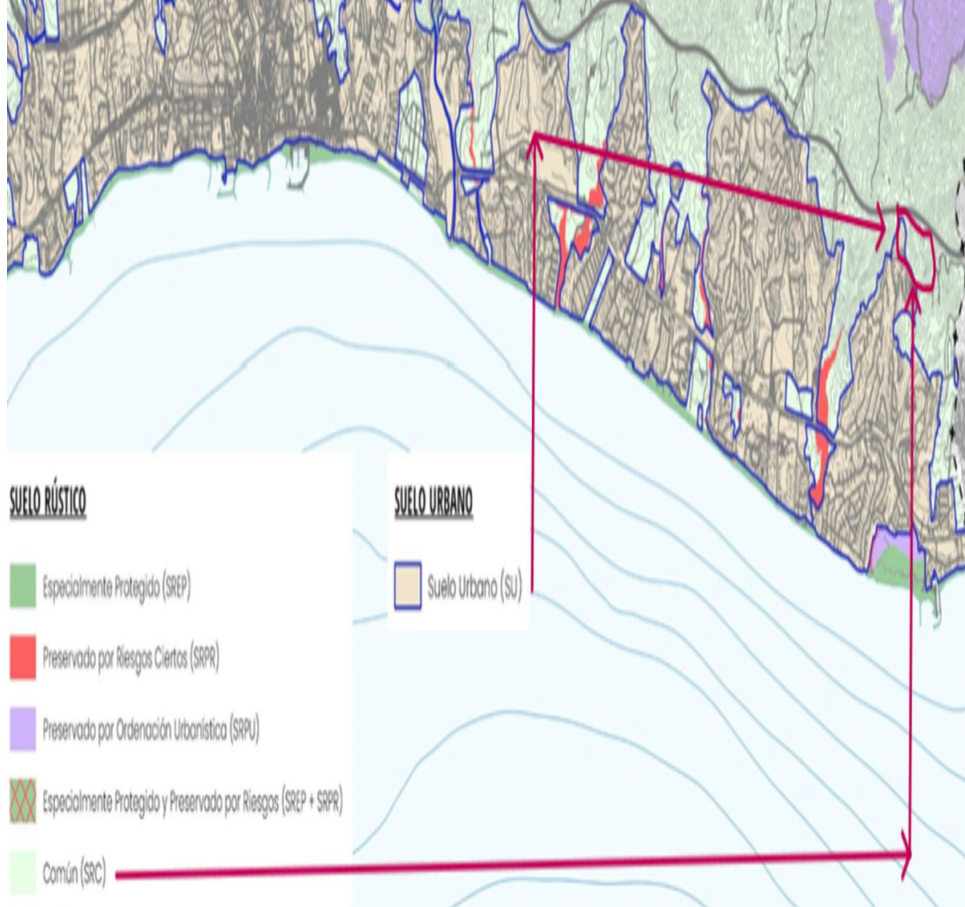 SUELO RÚSTICO
Especialmente Protegido (SREP)
Preservado por Riesgos Ciertos (SRPR)
Preservado por Ordenación Urbanística (SRPU)
Especialmente Protegido y Preservado por Riesgos (SREP + SRPR)
Común (SRC)
SUELO URBANO
Suelo Urbano (SU)